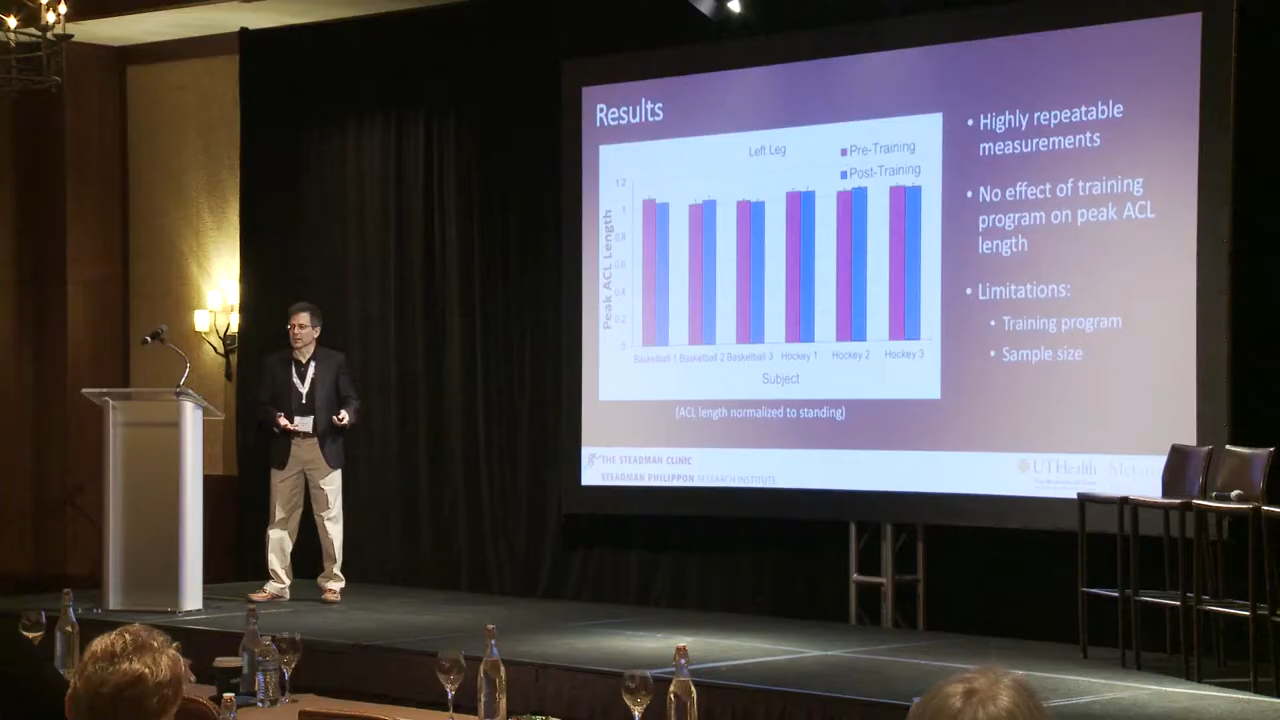 Results
Left Leg
Pre-Training
Post-Training
Peak ACL Length
1.2
1
0.8
0.6
0.4
0.2
0
Basketball 1 Basketball 2 Basketball 3 Hockey 1 Hockey 2 Hockey 3
Subject
(ACL length normalized to standing)
• Highly repeatable
measurements
• No effect of training
program on peak ACL
length
• Limitations:
• Training program
• Sample size
THE STEADMAN CLINIC
STEADMAN PHILIPPON RESEARCH INSTITUTE
UTHealth